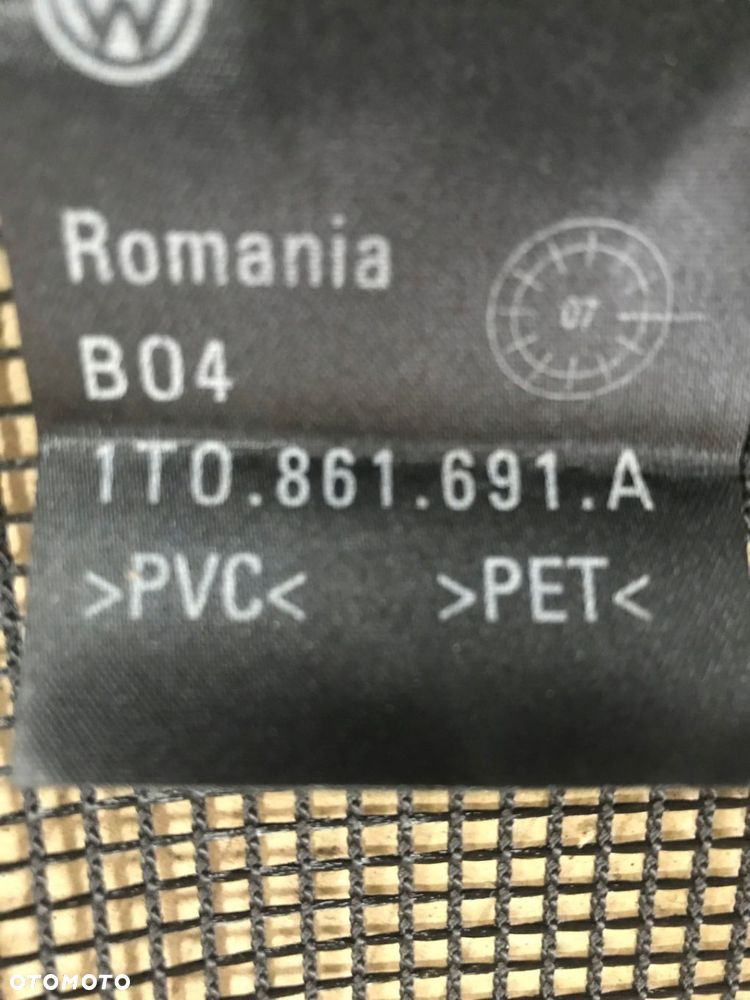 Romania
07
B04
1T0.861.691.A
>PVC< >PET<
OTOMOTO